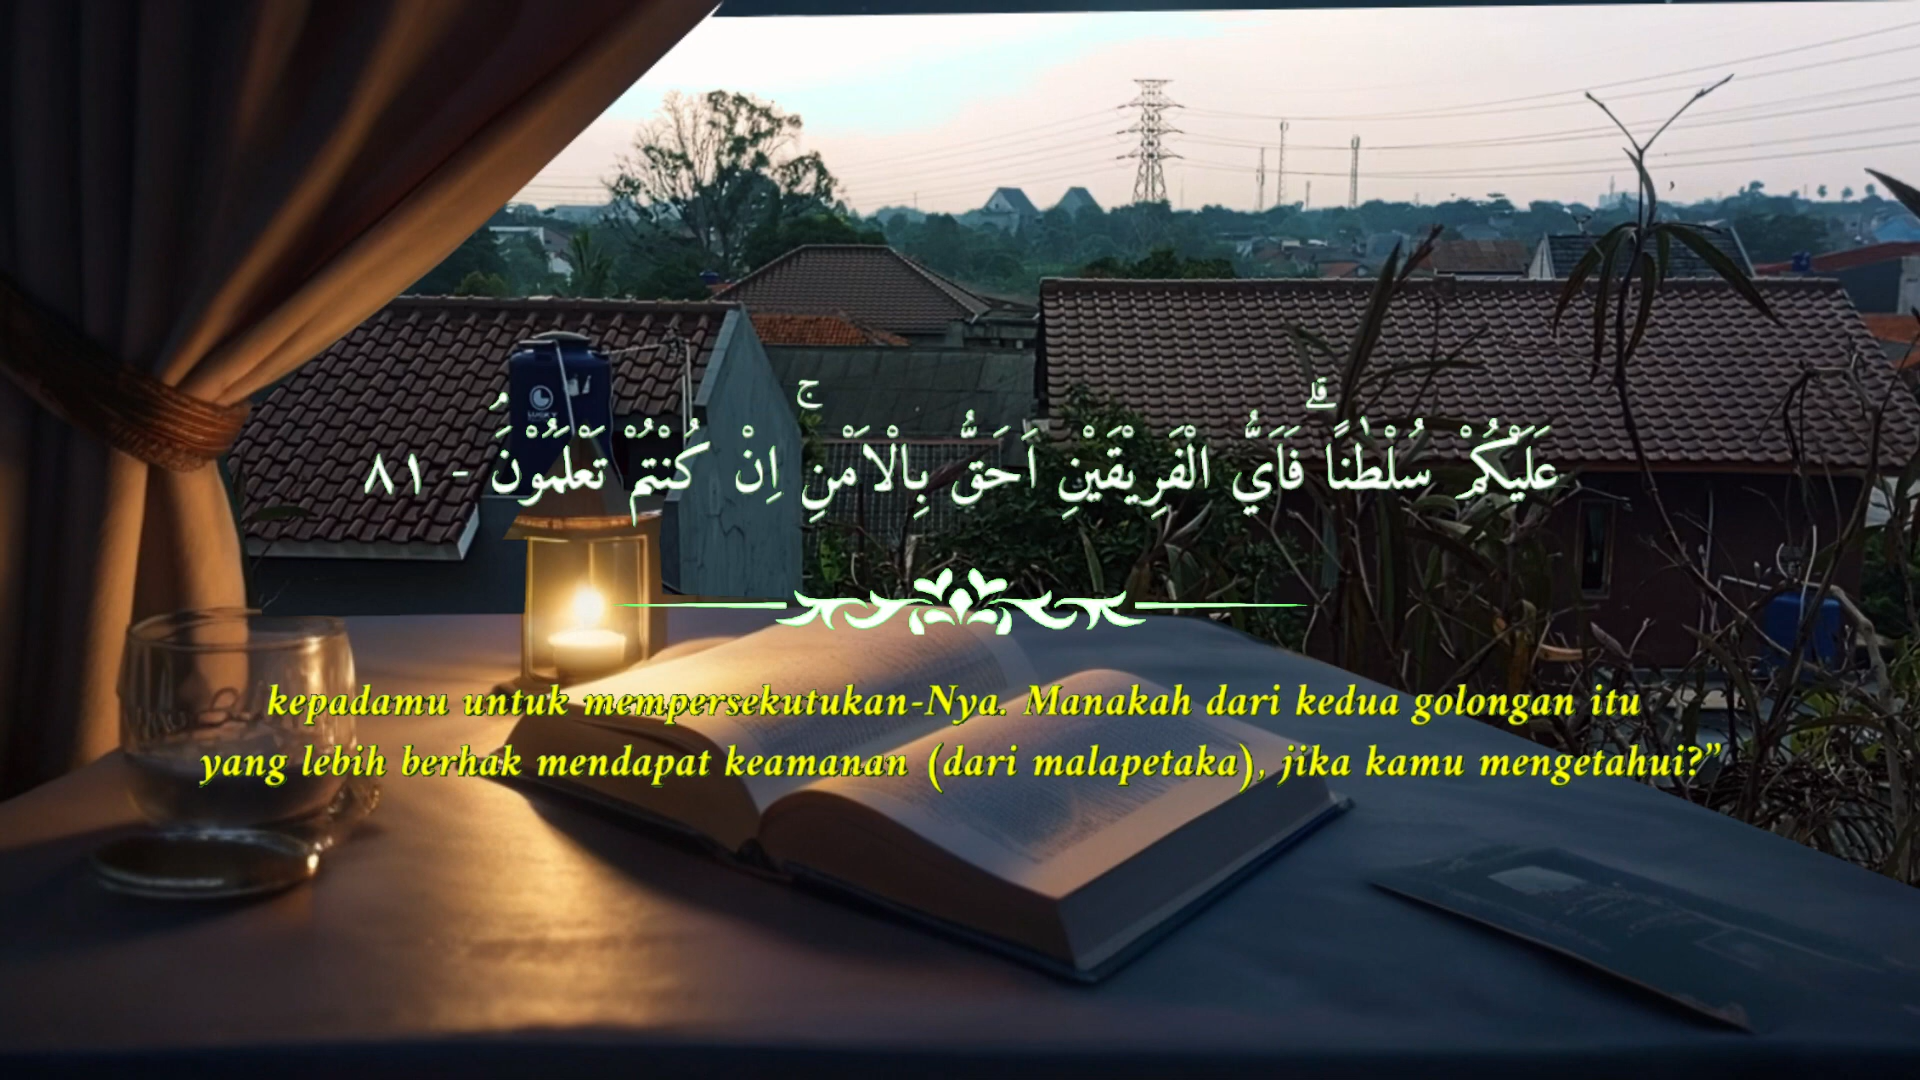 عَلَيْكُمْ سُلْطٰنًا ۗفَاَيُّ الْفَرِيْقَيْنِ اَحَقُّ بِالْاَمْنِۚ اِنْ كُنْتُمْ تَعْلَمُوْنَۘ - ٨١
kepadamu untuk mempersekutukan-Nya. Manakah dari kedua golongan itu
yang lebih berhak mendapat keamanan (dari malapetaka), jika kamu mengetahui?”